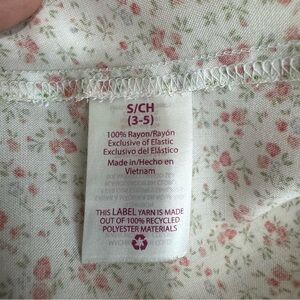 S/CH
(3-5)
100% Rayon/Rayón
Exclusive of Elastic
Exclusivo del Elástico
Made in/Hecho en
Vietnam
THIS LABEL YARN IS MADE
OUT OF 100% RECYCLED
POLYESTER MATERIALS